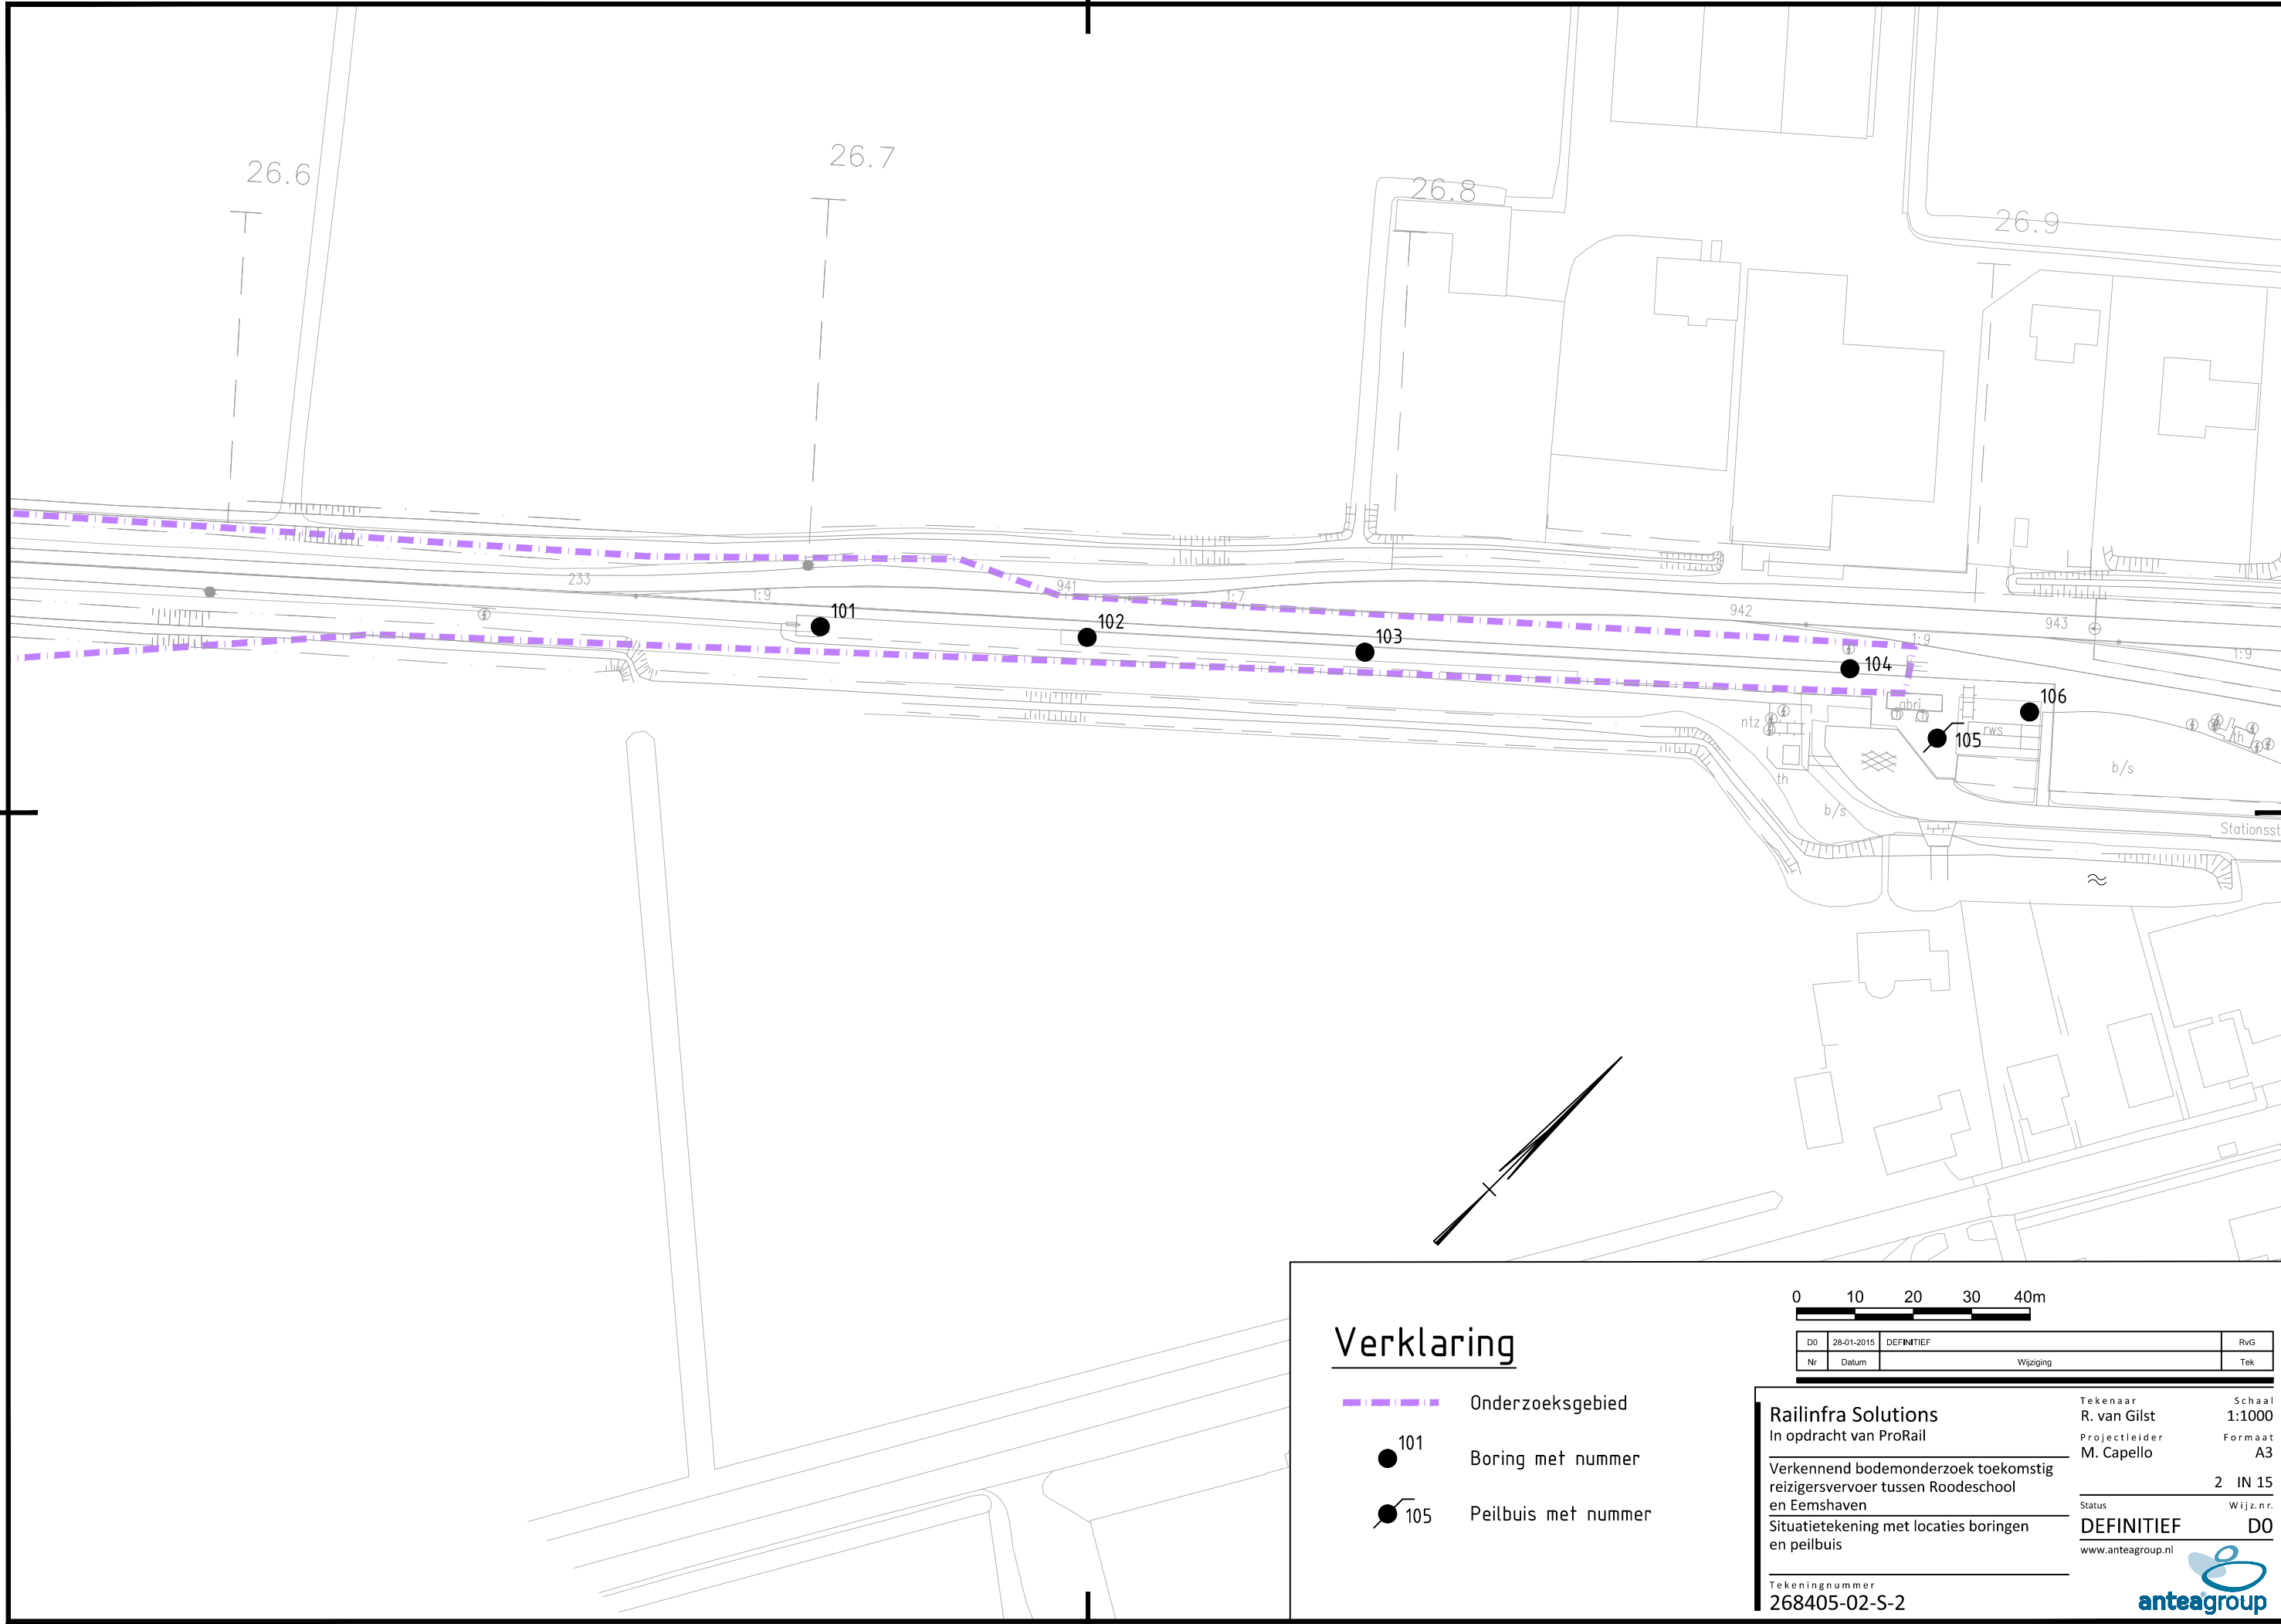 26.6
26.7
26.8
26.9
233
1:9
941
1:7
942
1:9
943
1:9
101
102
103
104
106
105
abri
rws
ntz
th
th
b/s
b/s
Stationsst
0 10 20 30 40m
Verklaring
Onderzoeksgebied
101
Boring met nummer
105
Peilbuis met nummer
D0 28-01-2015 DEFINITIEF RvG
Nr Datum Wijziging Tek
Railinfra Solutions
In opdracht van ProRail
Verkennend bodemonderzoek toekomstig
reizigersvervoer tussen Roodeschool
en Eemshaven
Situatietekening met locaties boringen
en peilbuis
Tekeningnummer
268405-02-S-2
Tekenaar Schaal
R. van Gilst 1:1000
Projectleider Formaat
M. Capello A3
2 IN 15
Status Wijz.nr.
DEFINITIEF D0
www.anteagroup.nl
anteagroup